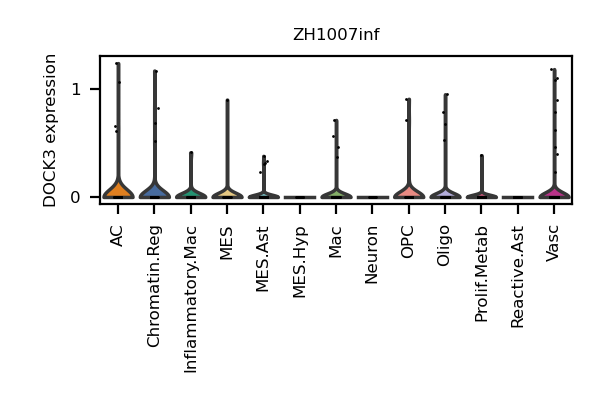 ZH1007inf
DOCK3 expression
1
0
AC
Chromatin.Reg
Inflammatory.Mac
MES
MES.Ast
MES.Hyp
Mac
Neuron
OPC
Oligo
Prolif.Metab
Reactive.Ast
Vasc